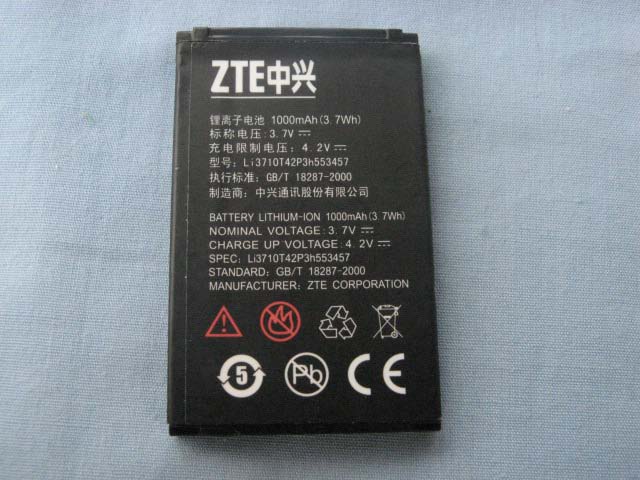 ZTE中兴
锂离子电池 1000mAh(3.7Wh)
标称电压: 3.7V
充电限制电压: 4.2V
型号: Li3710T42P3h553457
执行标准: GB/T 18287-2000
制造商: 中兴通讯股份有限公司
BATTERY LITHIUM-ION 1000mAh(3.7Wh)
NOMINAL VOLTAGE: 3.7V
CHARGE UP VOLTAGE: 4.2V
SPEC: Li3710T42P3h553457
STANDARD: GB/T 18287-2000
MANUFACTURER: ZTE CORPORATION
5 Pb CE